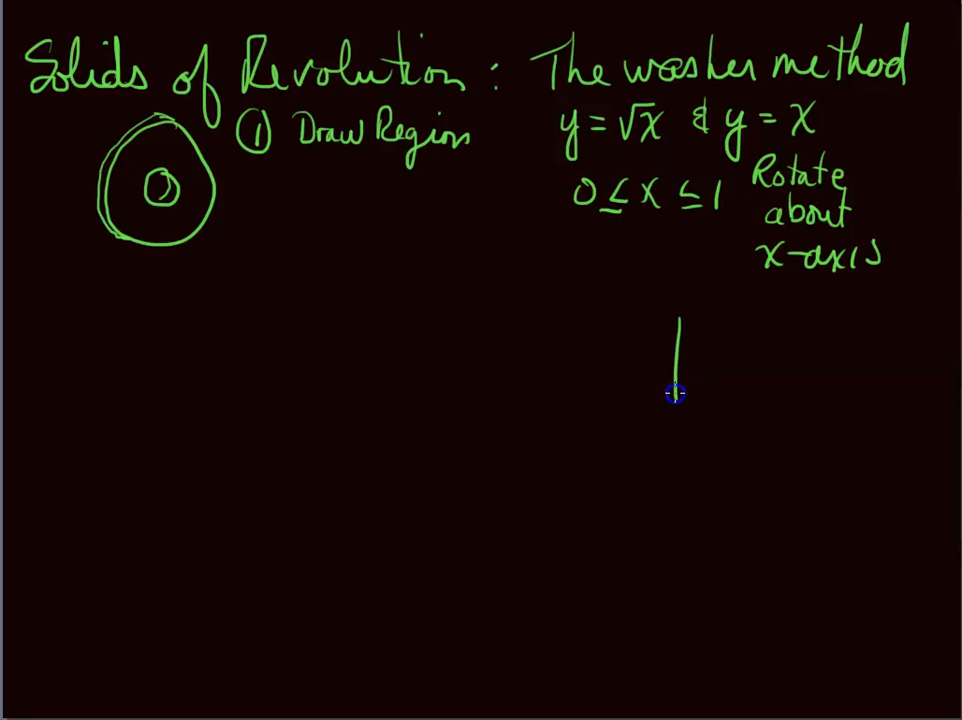 Solids of Revolution: The washer method
① Draw Region
y = √x & y = x
0 ≤ x ≤ 1
Rotate
about
x-axis